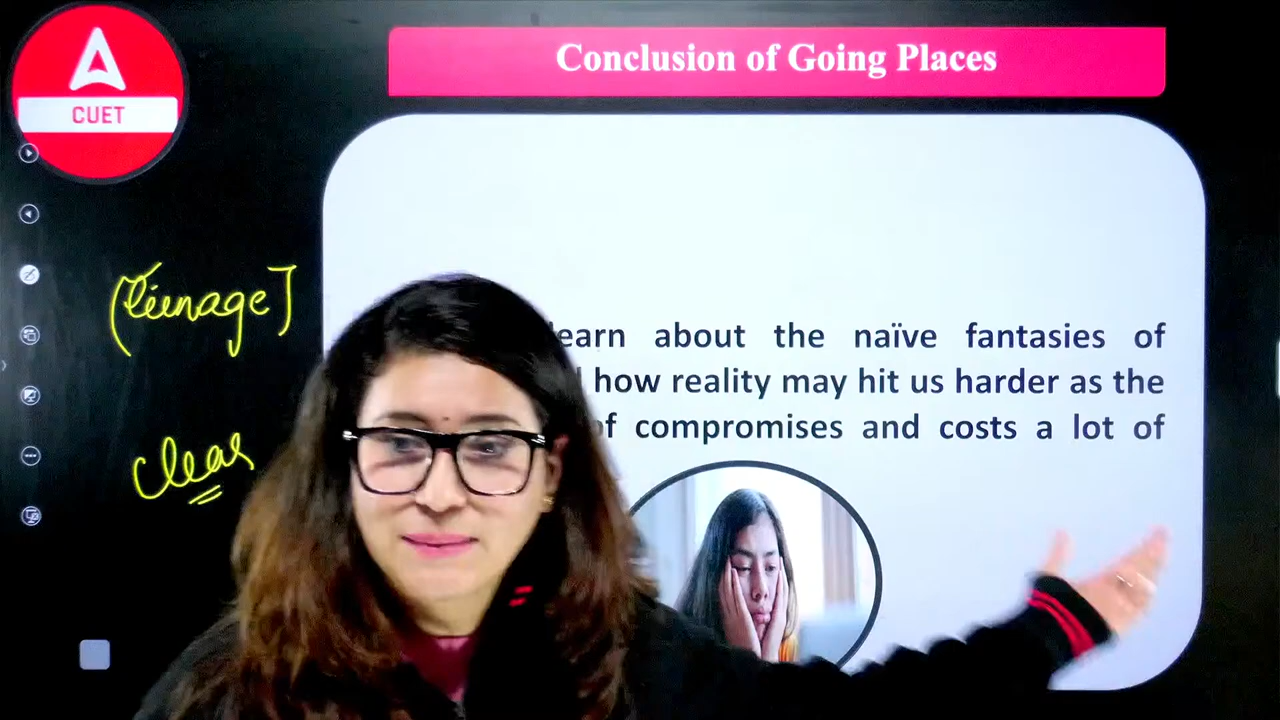 CUET
Conclusion of Going Places
(Teenage]
clear
learn about the naïve fantasies of
how reality may hit us harder as the
of compromises and costs a lot of